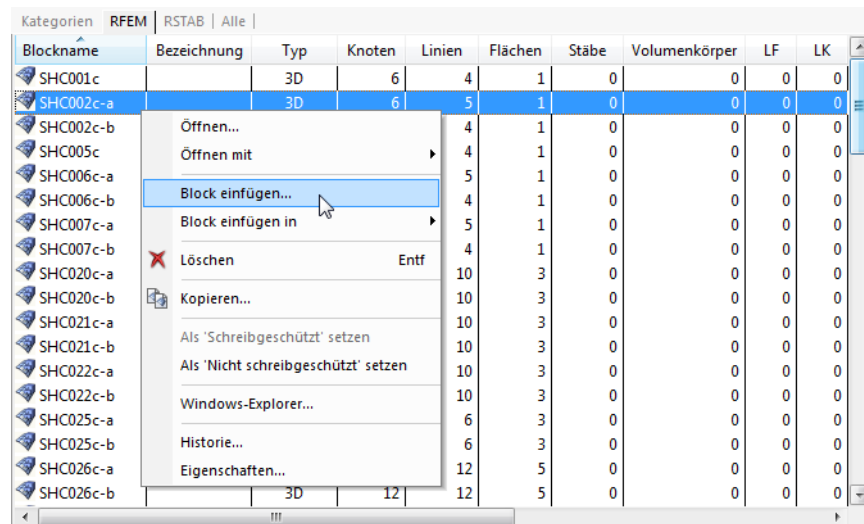 Kategorien RFEM RSTAB | Alle |
Blockname Bezeichnung Typ Knoten Linien Flächen Stäbe Volumenkörper LF LK
SHC001c 3D 6 4 1 0 0 0 0
SHC002c-a 3D 6 5 1 0 0 0 0
SHC002c-b Öffnen... 4 1 0 0 0 0
SHC005c Öffnen mit 4 1 0 0 0 0
SHC006c-a 5 1 0 0 0 0
SHC006c-b Block einfügen... 4 1 0 0 0 0
SHC007c-a Block einfügen in 5 1 0 0 0 0
SHC007c-b 4 1 0 0 0 0
SHC020c-a Löschen Entf 10 3 0 0 0 0
SHC020c-b Kopieren... 10 3 0 0 0 0
SHC021c-a 10 3 0 0 0 0
SHC021c-b Als 'Schreibgeschützt' setzen 10 3 0 0 0 0
SHC022c-a Als 'Nicht schreibgeschützt' setzen 10 3 0 0 0 0
SHC022c-b Windows-Explorer... 10 3 0 0 0 0
SHC025c-a 6 3 0 0 0 0
SHC025c-b Historie... 6 3 0 0 0 0
SHC026c-a Eigenschaften... 12 5 0 0 0 0
SHC026c-b 3D 12 12 5 0 0 0 0